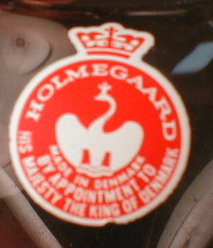 HOLMEGAARD
MADE IN DENMARK
BY APPOINTMENT TO
HIS MAJESTY THE KING OF DENMARK